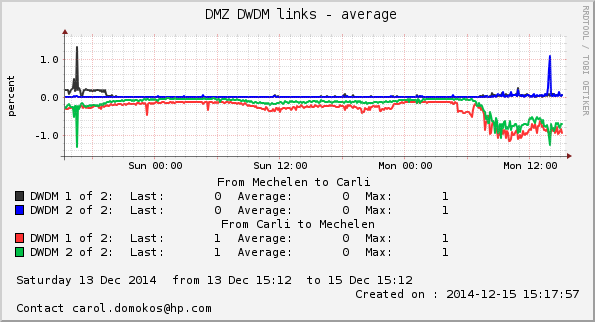 DMZ DWDM links - average
RRDTOOL / TOBI OETIKER
percent
1.0
0.0
-1.0
Sun 00:00 Sun 12:00 Mon 00:00 Mon 12:00
From Mechelen to Carli
DWDM 1 of 2: Last: 0 Average: 0 Max: 1
DWDM 2 of 2: Last: 0 Average: 0 Max: 1
From Carli to Mechelen
DWDM 1 of 2: Last: 1 Average: 0 Max: 1
DWDM 2 of 2: Last: 1 Average: 0 Max: 1
Saturday 13 Dec 2014 from 13 Dec 15:12 to 15 Dec 15:12
Created on : 2014-12-15 15:17:57
Contact carol.domokos@hp.com